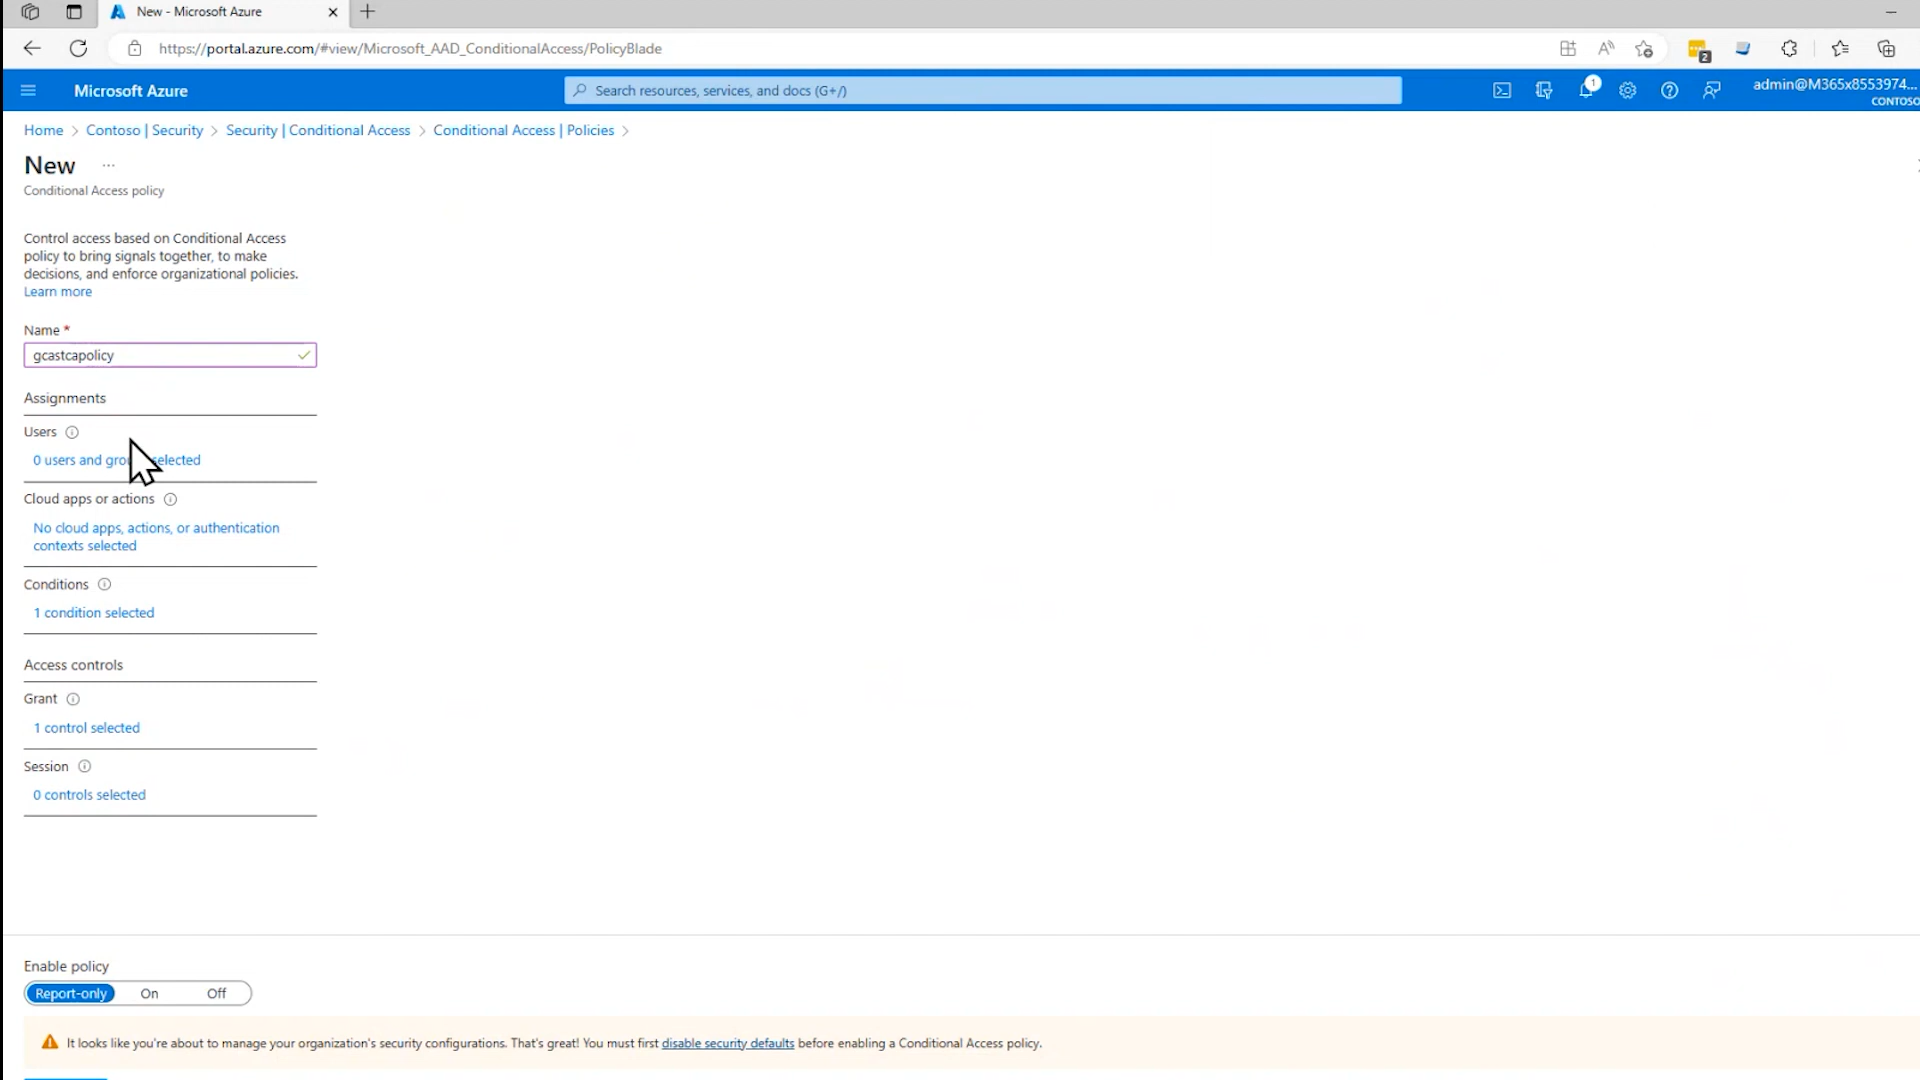 New - Microsoft Azure
https://portal.azure.com/#view/Microsoft_AAD_ConditionalAccess/PolicyBlade
2
Microsoft Azure
Search resources, services, and docs (G+/)
1
admin@M365x8553974...
CONTOSO
Home > Contoso | Security > Security | Conditional Access > Conditional Access | Policies >
New ...
Conditional Access policy
Control access based on Conditional Access
policy to bring signals together, to make
decisions, and enforce organizational policies.
Learn more
Name *
gcastcapolicy
Assignments
Users
0 users and selected
Cloud apps or actions
No cloud apps, actions, or authentication
contexts selected
Conditions
1 condition selected
Access controls
Grant
1 control selected
Session
0 controls selected
Enable policy
Report-only On Off
It looks like you're about to manage your organization's security configurations. That's great! You must first disable security defaults before enabling a Conditional Access policy.